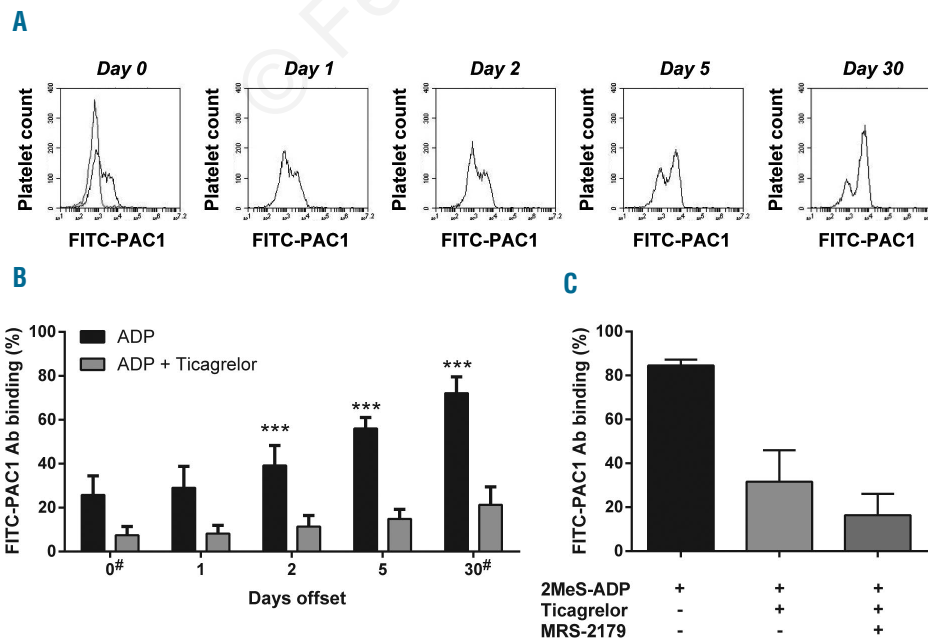 © Fe
A
Day 0
Day 1
Day 2
Day 5
Day 30
Platelet count
Platelet count
Platelet count
Platelet count
Platelet count
FITC-PAC1
FITC-PAC1
FITC-PAC1
FITC-PAC1
FITC-PAC1
B
FITC-PAC1 Ab binding (%)
100
80
60
40
20
0
ADP
ADP + Ticagrelor
***
***
***
0# 1 2 5 30#
Days offset
C
FITC-PAC1 Ab binding (%)
100
80
60
40
20
0
2MeS-ADP + + +
Ticagrelor - + +
MRS-2179 - - +